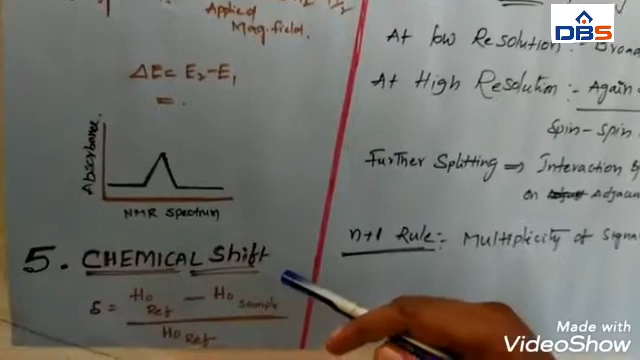 Applied
Mag.field.
ΔE = E₂-E₁
=.
Absorbance.
NMR Spectrum
5. CHEMICAL Shift
δ = Ho Ref - Ho Sample
Ho Ref
At low Resolution:-
At High Resolution:- Again
Spin-Spin
Further Splitting ⇒ Interaction
on Adjacen
n+1 Rule:- Multiplicity of Signa
DBS
Made with
VideoShow